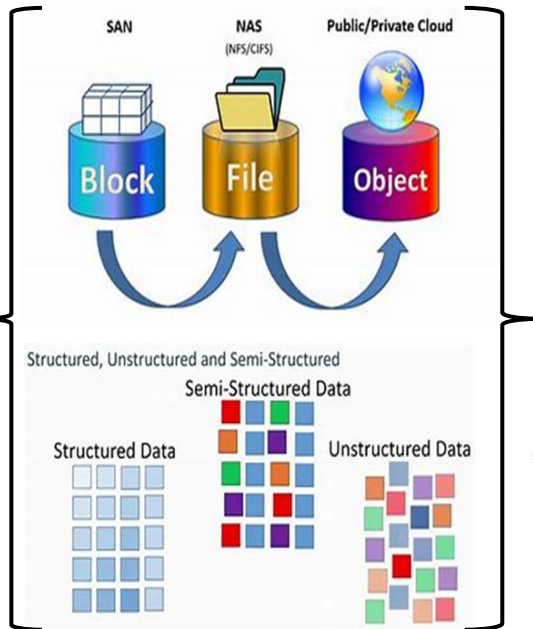 SAN
NAS
(NFS/CIFS)
Public/Private Cloud
Block
File
Object
Structured, Unstructured and Semi-Structured
Semi-Structured Data
Structured Data
Unstructured Data